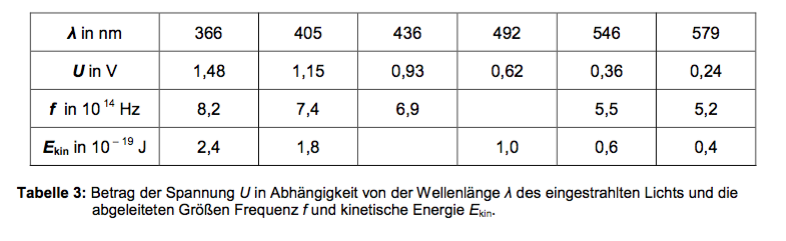 λ in nm 366 405 436 492 546 579
U in V 1,48 1,15 0,93 0,62 0,36 0,24
f in 10 14 Hz 8,2 7,4 6,9 5,5 5,2
Ekin in 10 – 19 J 2,4 1,8 1,0 0,6 0,4
Tabelle 3: Betrag der Spannung U in Abhängigkeit von der Wellenlänge λ des eingestrahlten Lichts und die
abgeleiteten Größen Frequenz f und kinetische Energie Ekin.